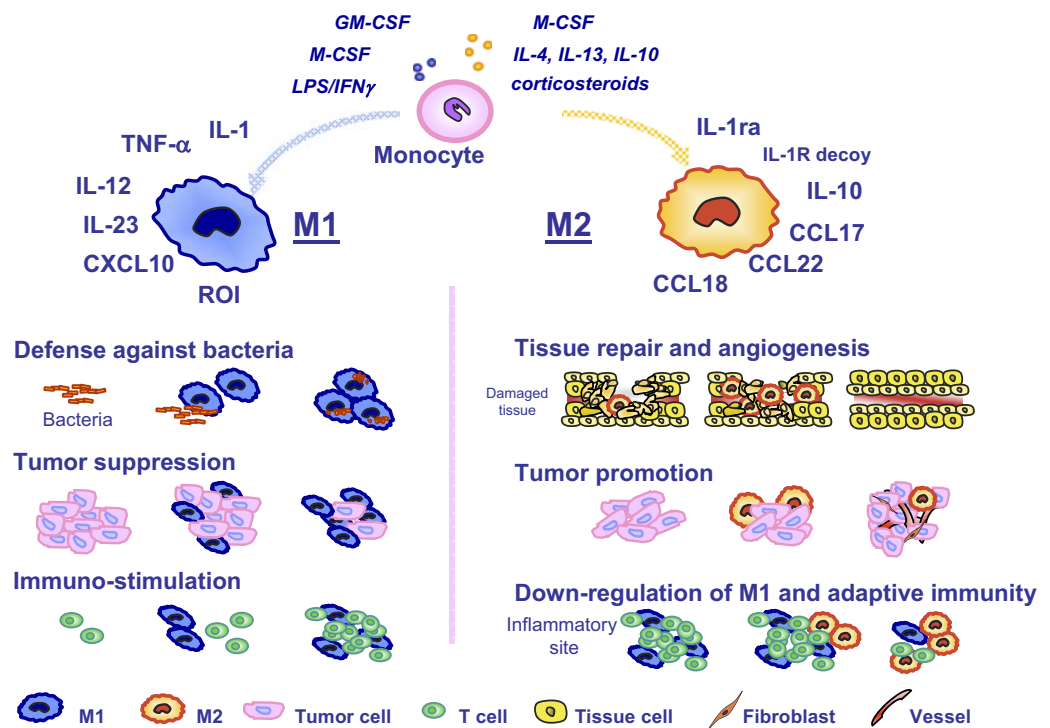 GM-CSF
M-CSF
M-CSF
IL-4, IL-13, IL-10
LPS/IFNγ
corticosteroids
Monocyte
IL-1
TNF-α
IL-12
IL-23
CXCL10
ROI
M1
M2
IL-1ra
IL-1R decoy
IL-10
CCL17
CCL22
CCL18
Defense against bacteria
Bacteria
Tumor suppression
Immuno-stimulation
Tissue repair and angiogenesis
Damaged
tissue
Tumor promotion
Down-regulation of M1 and adaptive immunity
Inflammatory
site
M1
M2
Tumor cell
T cell
Tissue cell
Fibroblast
Vessel